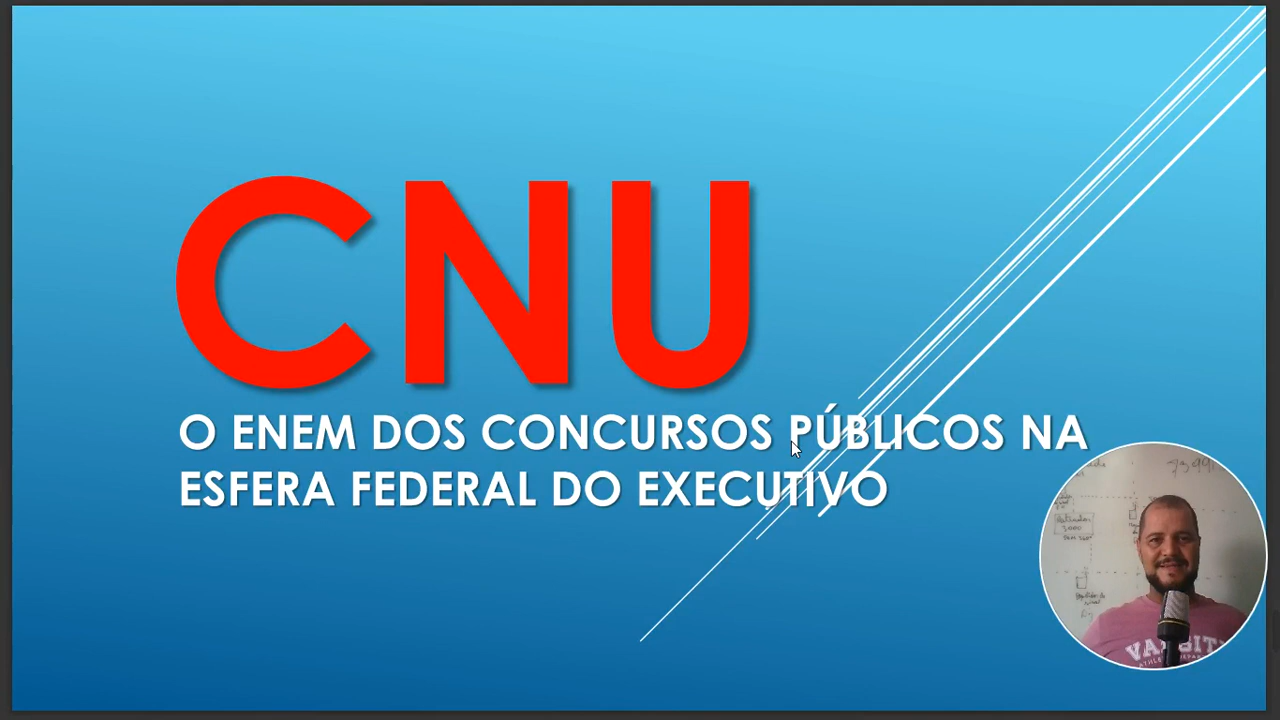 CNU
O ENEM DOS CONCURSOS PÚBLICOS NA
ESFERA FEDERAL DO EXECUTIVO